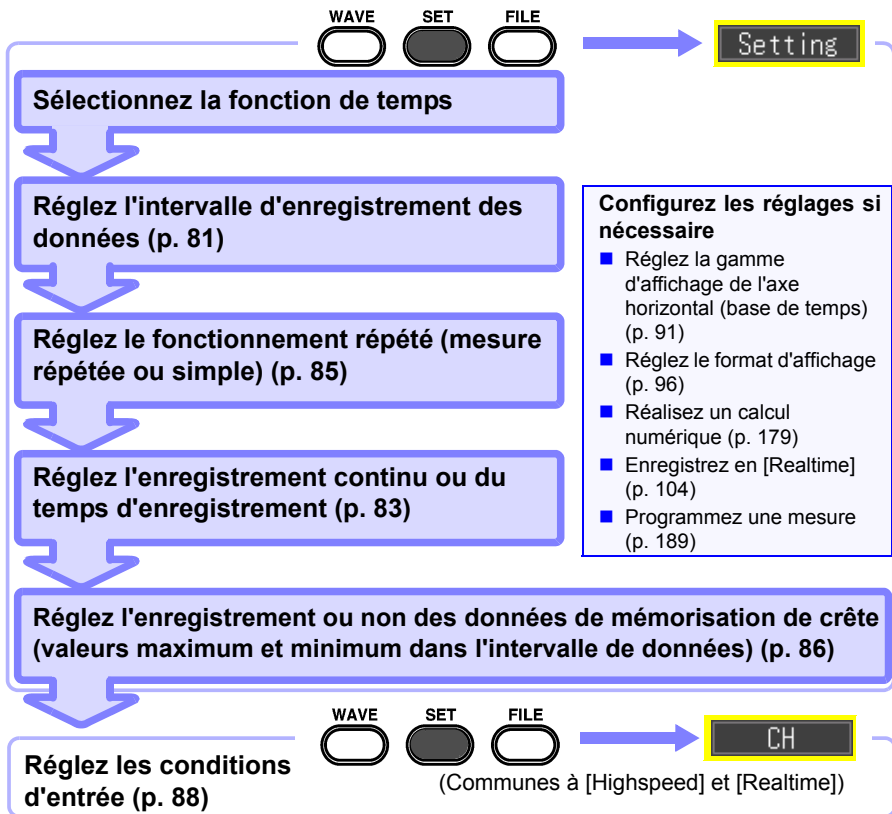 WAVE SET FILE
Setting
Sélectionnez la fonction de temps
Réglez l'intervalle d'enregistrement des
données (p. 81)
Réglez le fonctionnement répété (mesure
répétée ou simple) (p. 85)
Réglez l'enregistrement continu ou du
temps d'enregistrement (p. 83)
Configurez les réglages si
nécessaire
Réglez la gamme
d'affichage de l'axe
horizontal (base de temps)
(p. 91)
Réglez le format d'affichage
(p. 96)
Réalisez un calcul
numérique (p. 179)
Enregistrez en [Realtime]
(p. 104)
Programmez une mesure
(p. 189)
Réglez l'enregistrement ou non des données de mémorisation de crête
(valeurs maximum et minimum dans l'intervalle de données) (p. 86)
WAVE SET FILE
CH
Réglez les conditions
d'entrée (p. 88)
(Communes à [Highspeed] et [Realtime])